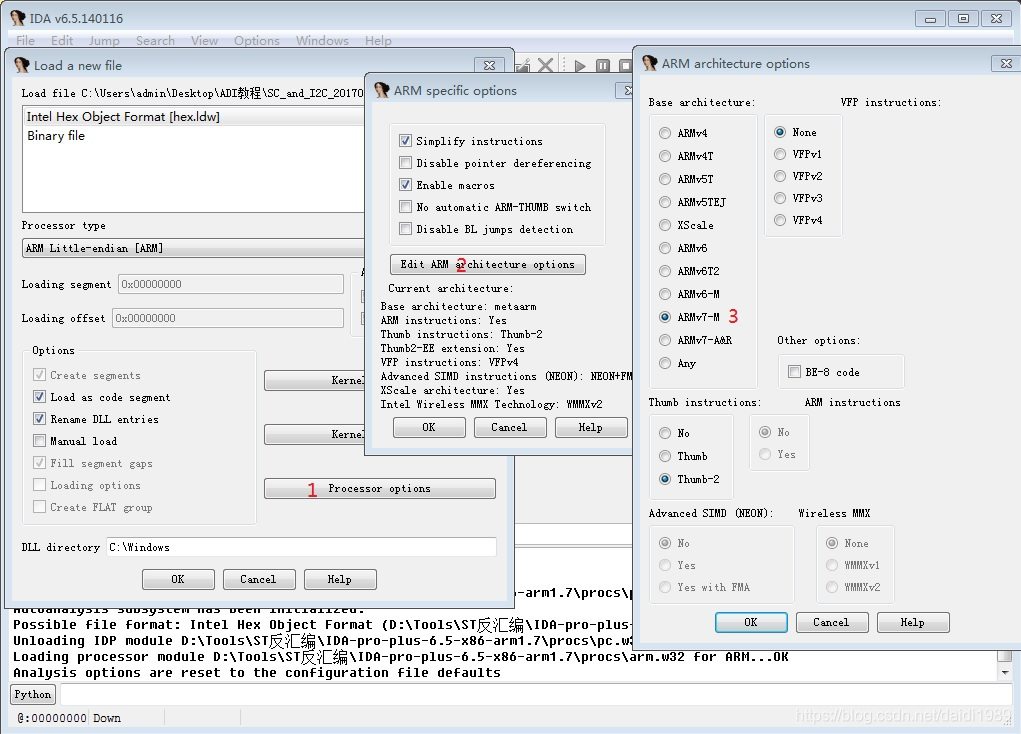 IDA v6.5.140116
File Edit Jump Search View Options Windows Help
Load a new file
Load file C:\Users\admin\Desktop\ADI教程\SC_and_I2C_20170
Intel Hex Object Format [hex.ldw]
Binary file
Processor type
ARM Little-endian [ARM]
Loading segment 0x00000000
Loading offset 0x00000000
Options
Create segments
Load as code segment
Rename DLL entries
Manual load
Fill segment gaps
Loading options
Create FLAT group
Kernel
Kernel
1 Processor options
DLL directory C:\Windows
OK Cancel Help
ARM specific options
Simplify instructions
Disable pointer dereferencing
Enable macros
No automatic ARM-THUMB switch
Disable BL jumps detection
Edit ARM architecture options
2
Current architecture:
Base architecture: metaarm
ARM instructions: Yes
Thumb instructions: Thumb-2
Thumb2-EE extension: Yes
VFP instructions: VFPv4
Advanced SIMD instructions (NEON): NEON+FM
XScale architecture: Yes
Intel Wireless MMX Technology: WMMXv2
OK Cancel Help
ARM architecture options
Base architecture:
ARMv4
ARMv4T
ARMv5T
ARMv5TEJ
XScale
ARMv6
ARMv6T2
ARMv6-M
ARMv7-M 3
ARMv7-A&R
Any
VFP instructions:
None
VFPv1
VFPv2
VFPv3
VFPv4
Other options:
BE-8 code
Thumb instructions:
No
Thumb
Thumb-2
ARM instructions
No
Yes
Advanced SIMD (NEON):
No
Yes
Yes with FMA
Wireless MMX
None
WMMXv1
WMMXv2
OK Cancel Help
-arm1.7\procs\p
Autoanalysis subsystem has been initialized.
Possible file format: Intel Hex Object Format (D:\Tools\ST反汇编\IDA-pro-plus-6.5-x86-
Unloading IDP module D:\Tools\ST反汇编\IDA-pro-plus-6.5-x86-arm1.7\procs\pc.w3
Loading processor module D:\Tools\ST反汇编\IDA-pro-plus-6.5-x86-arm1.7\procs\arm.w32 for ARM...OK
Analysis options are reset to the configuration file defaults
Python
@:00000000 Down
https://blog.csdn.net/daidi1989